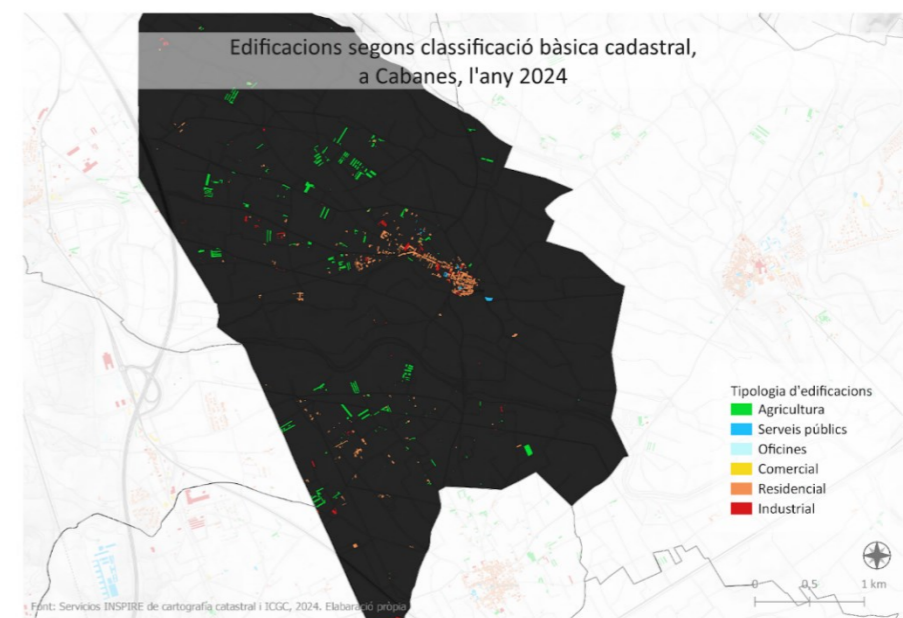 Edificacions segons classificació bàsica cadastral,
a Cabanes, l'any 2024
Tipologia d'edificacions
Agricultura
Serveis públics
Oficines
Comercial
Residencial
Industrial
0 0,5 1 km
Font: Servicios INSPIRE de cartografía catastral i ICGC, 2024. Elabaració pròpia